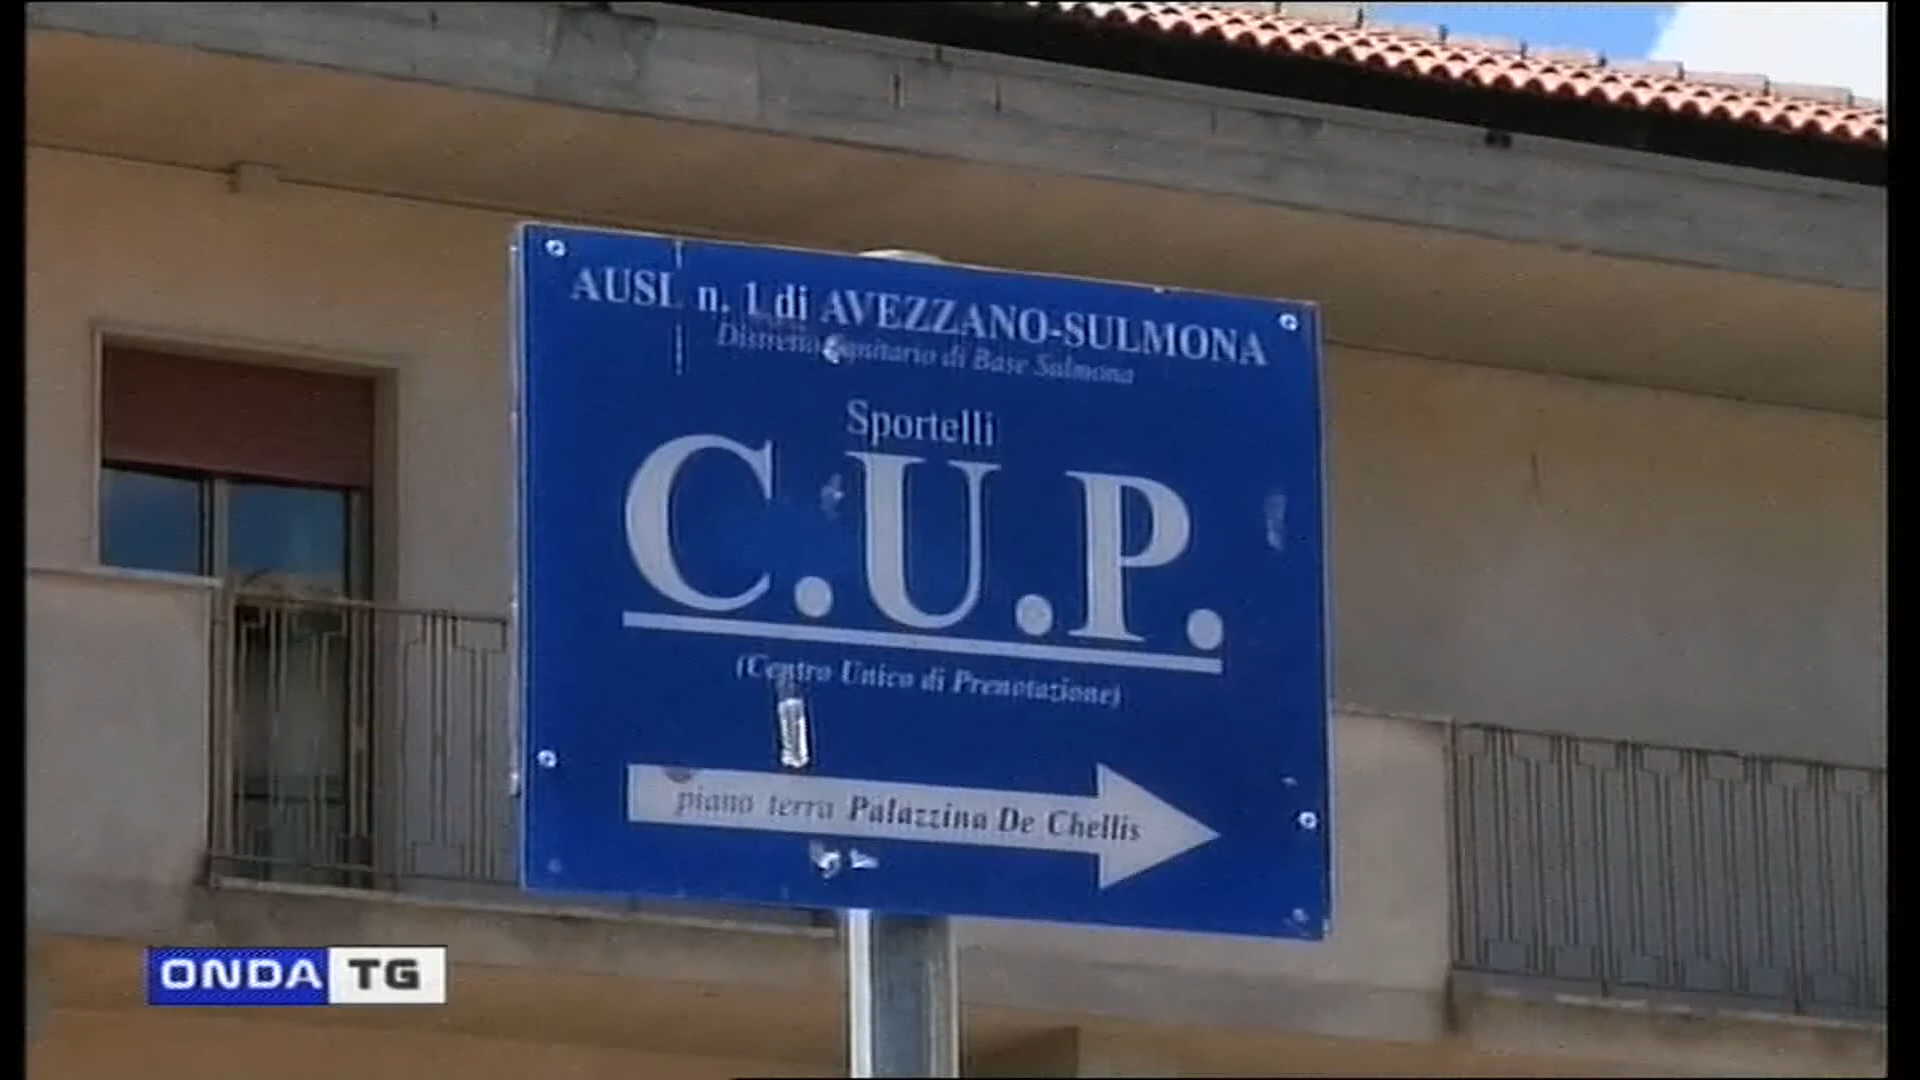 AUSL n. 1 di AVEZZANO-SULMONA
Distretto Sanitario di Base Sulmona
Sportelli
C.U.P.
(Centro Unico di Prenotazione)
piano terra Palazzina De Chellis
ONDA TG